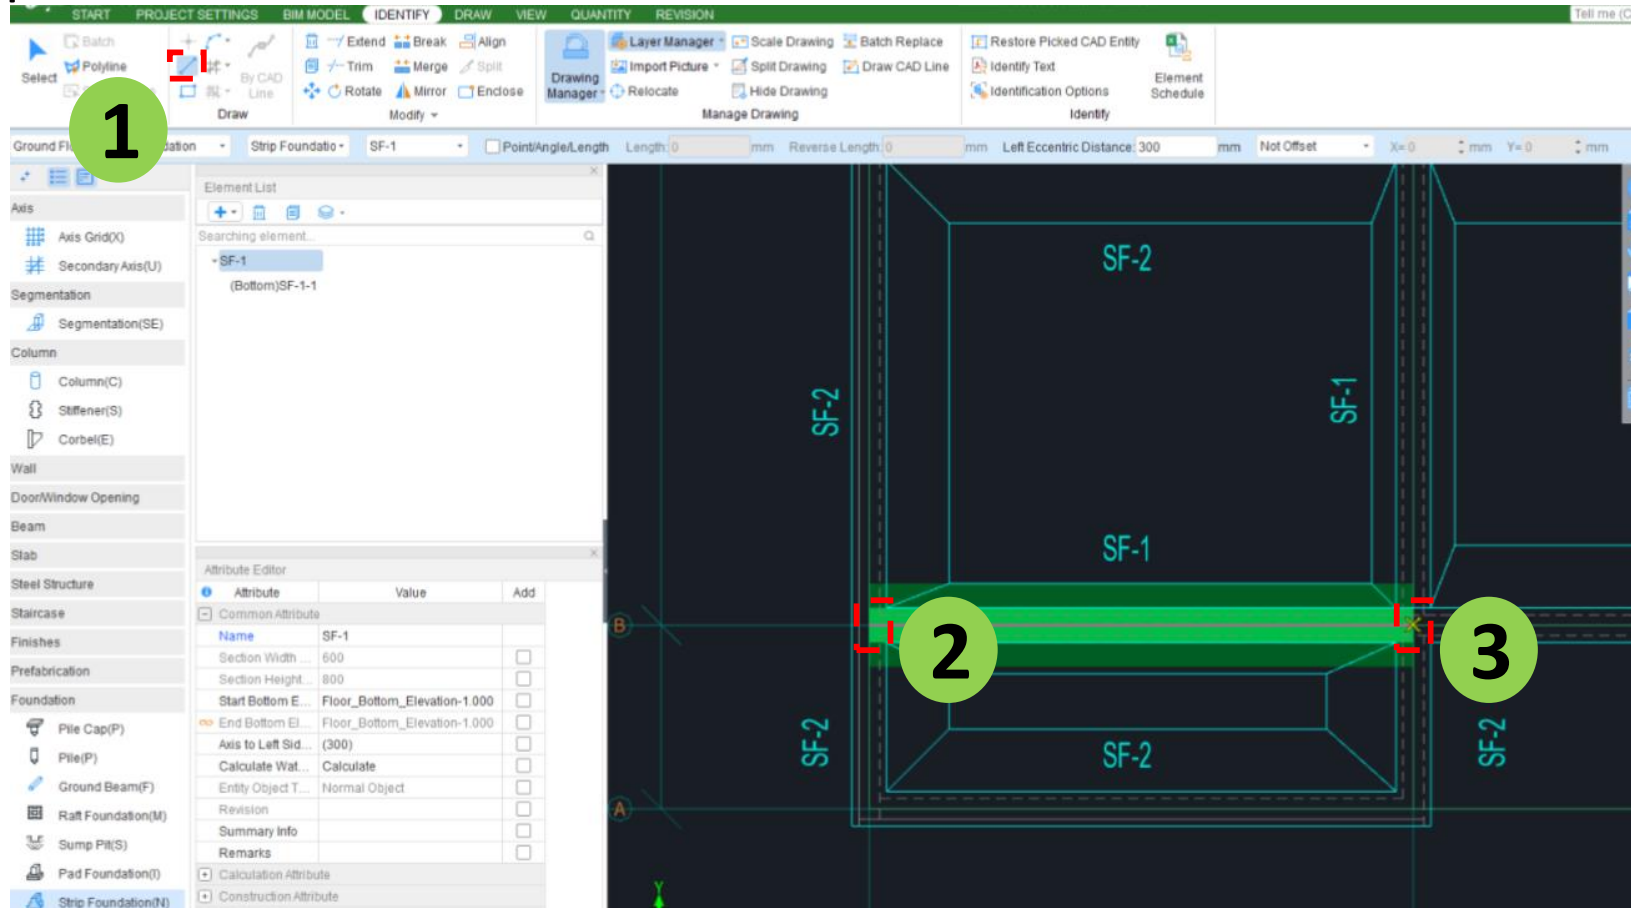 START PROJECT SETTINGS BIM MODEL IDENTIFY DRAW VIEW QUANTITY REVISION Tell me (C
Batch Extend Break Align Layer Manager Scale Drawing Batch Replace Restore Picked CAD Entity
Select Polyline Trim Merge Split Drawing Manager Import Picture Split Drawing Draw CAD Line Identify Text Element Schedule
By CAD Line Rotate Mirror Enclose Relocate Hide Drawing Identification Options
Draw Modify Manage Drawing Identify
1
Ground Fl ation Strip Foundatio SF-1 Point/Angle/Length Length: 0 mm Reverse Length: 0 mm Left Eccentric Distance: 300 mm Not Offset X= 0 mm Y= 0 mm
Axis
Axis Grid(X)
Secondary Axis(U)
Segmentation
Segmentation(SE)
Column
Column(C)
Stiffener(S)
Corbel(E)
Wall
Door/Window Opening
Beam
Slab
Steel Structure
Staircase
Finishes
Prefabrication
Foundation
Pile Cap(P)
Pile(P)
Ground Beam(F)
Raft Foundation(M)
Sump Pit(S)
Pad Foundation(I)
Strip Foundation(N)
Element List
Searching element...
SF-1
(Bottom)SF-1-1
Attribute Editor
Attribute Value Add
Common Attribute
Name SF-1
Section Width ... 600
Section Height... 800
Start Bottom E... Floor_Bottom_Elevation-1.000
End Bottom El... Floor_Bottom_Elevation-1.000
Axis to Left Sid... (300)
Calculate Wat... Calculate
Entity Object T... Normal Object
Revision
Summary Info
Remarks
Calculation Attribute
Construction Attribute
SF-2
SF-2
SF-1
SF-1
B
2
3
SF-2
SF-2
SF-2
A
Y